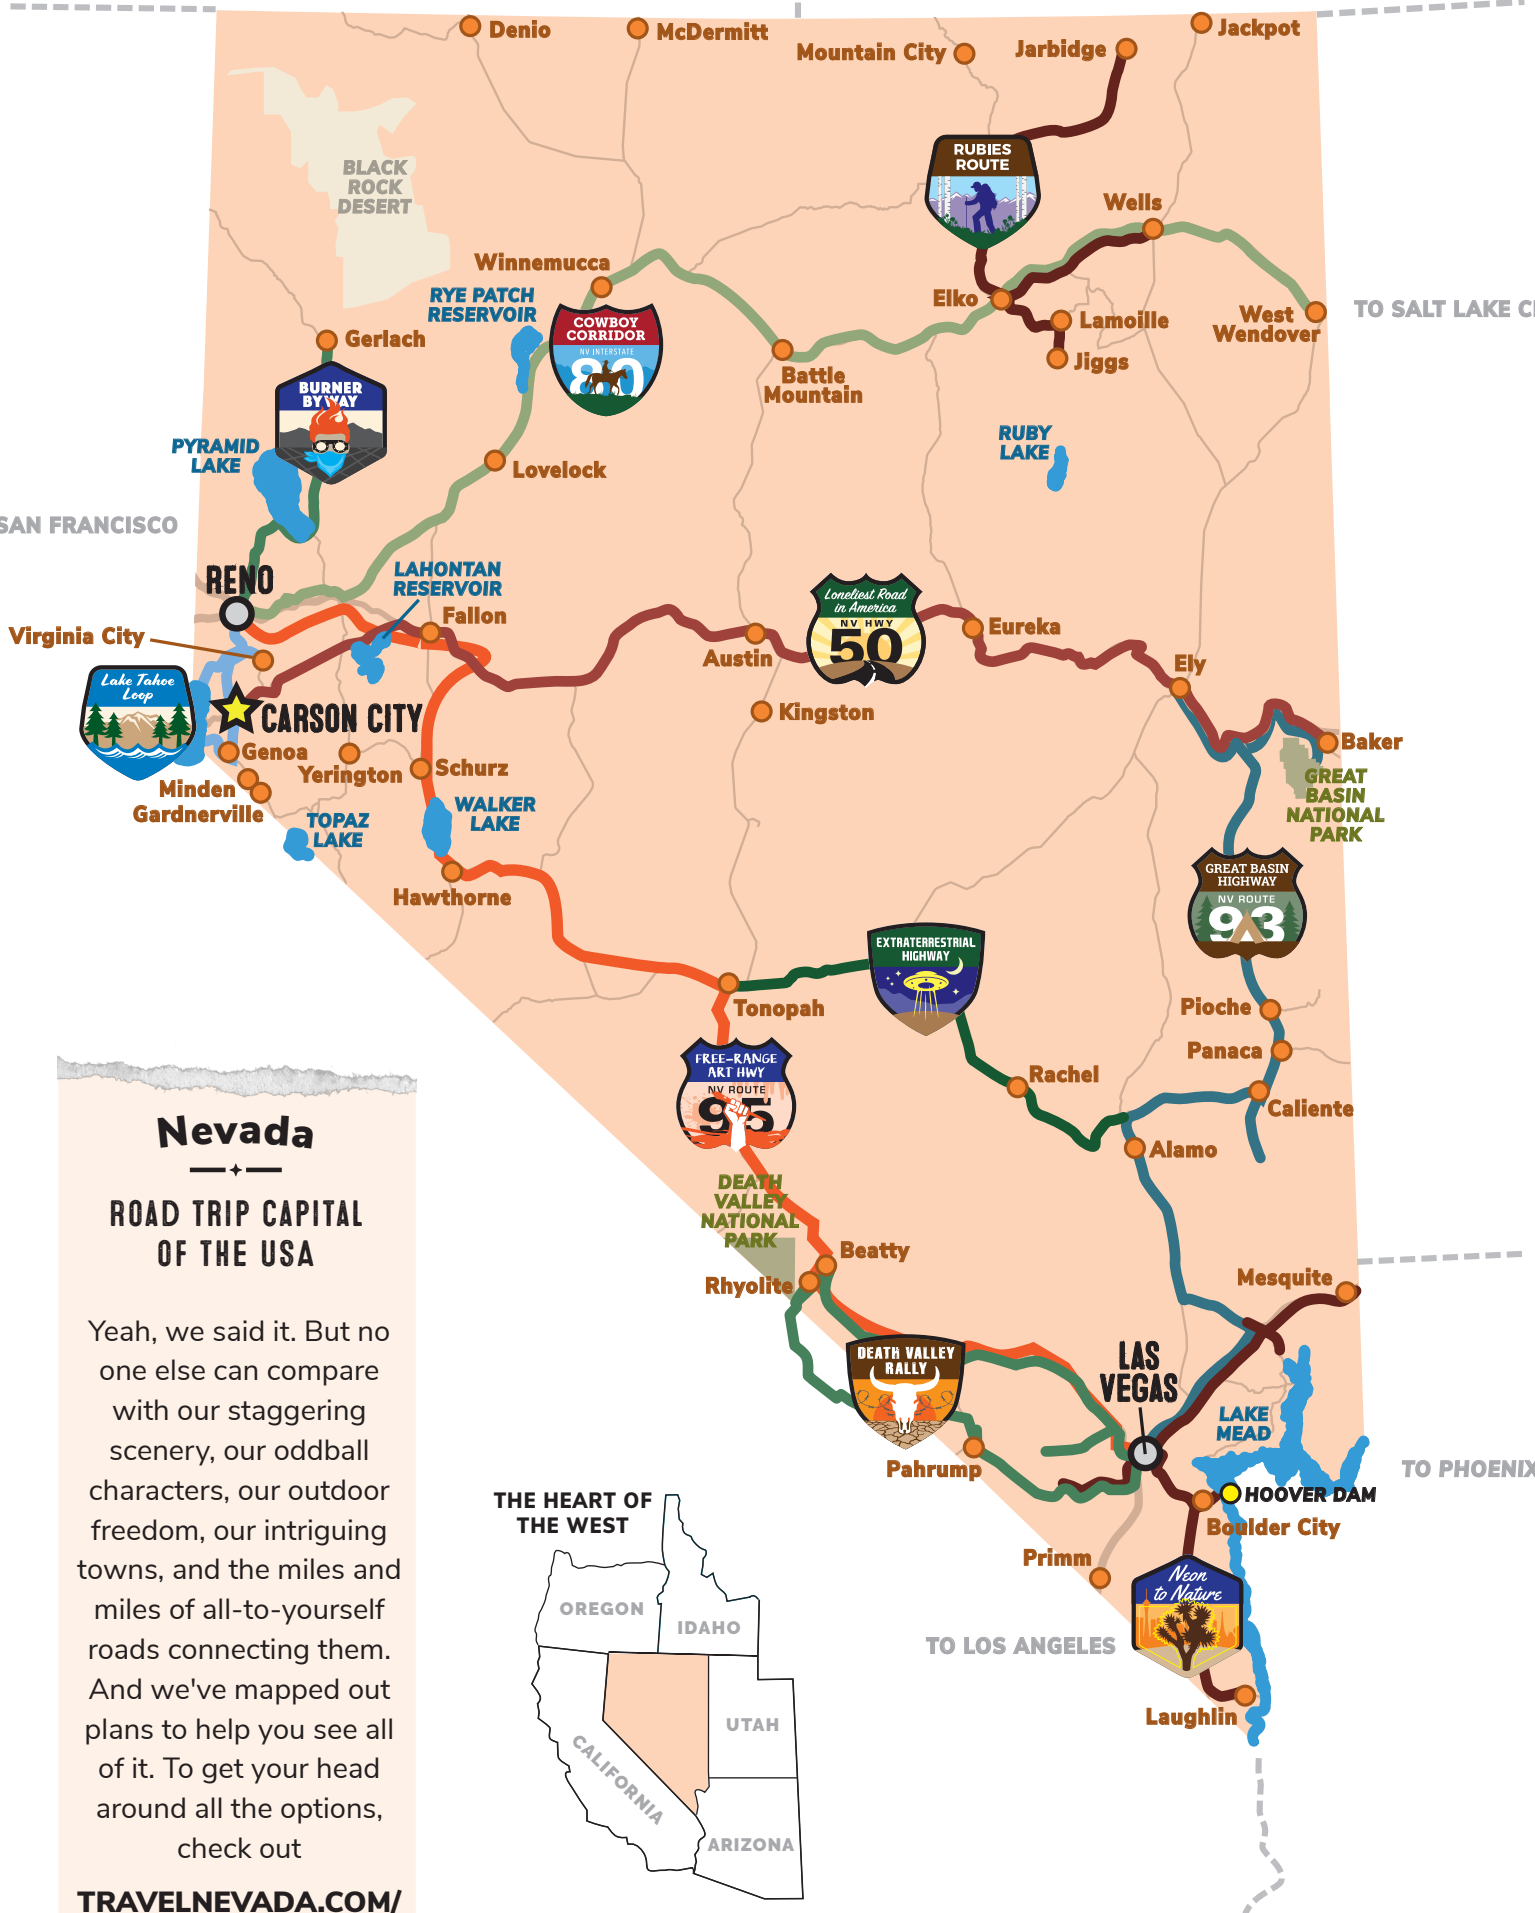 Denio
McDermitt
Mountain City
Jarbidge
Jackpot
BLACK
ROCK
DESERT
RUBIES
ROUTE
Wells
Winnemucca
RYE PATCH
RESERVOIR
Elko
Lamoille
Jiggs
West
Wendover
TO SALT LAKE
COWBOY
CORRIDOR
NV INTERSTATE
80
Gerlach
Battle
Mountain
BURNER
BYWAY
PYRAMID
LAKE
RUBY
LAKE
Lovelock
SAN FRANCISCO
RENO
LAHONTAN
RESERVOIR
Fallon
Virginia City
Loneliest Road
in America
NV HWY
50
Austin
Eureka
Ely
Lake Tahoe
Loop
CARSON CITY
Kingston
Baker
Genoa
Yerington
Schurz
Minden
Gardnerville
TOPAZ
LAKE
WALKER
LAKE
GREAT
BASIN
NATIONAL
PARK
Hawthorne
GREAT BASIN
HIGHWAY
NV ROUTE
93
EXTRATERRESTRIAL
HIGHWAY
Tonopah
Pioche
Panaca
FREE-RANGE
ART HWY
NV ROUTE
95
Rachel
Caliente
Alamo
DEATH
VALLEY
NATIONAL
PARK
Beatty
Rhyolite
Mesquite
DEATH VALLEY
RALLY
LAS
VEGAS
LAKE
MEAD
Pahrump
TO PHOENIX
HOOVER DAM
Boulder City
Primm
Neon
to Nature
TO LOS ANGELES
Laughlin
Nevada
ROAD TRIP CAPITAL
OF THE USA
Yeah, we said it. But no
one else can compare
with our staggering
scenery, our oddball
characters, our outdoor
freedom, our intriguing
towns, and the miles and
miles of all-to-yourself
roads connecting them.
And we've mapped out
plans to help you see all
of it. To get your head
around all the options,
check out
TRAVELNEVADA.COM/
THE HEART OF
THE WEST
OREGON
IDAHO
UTAH
CALIFORNIA
ARIZONA